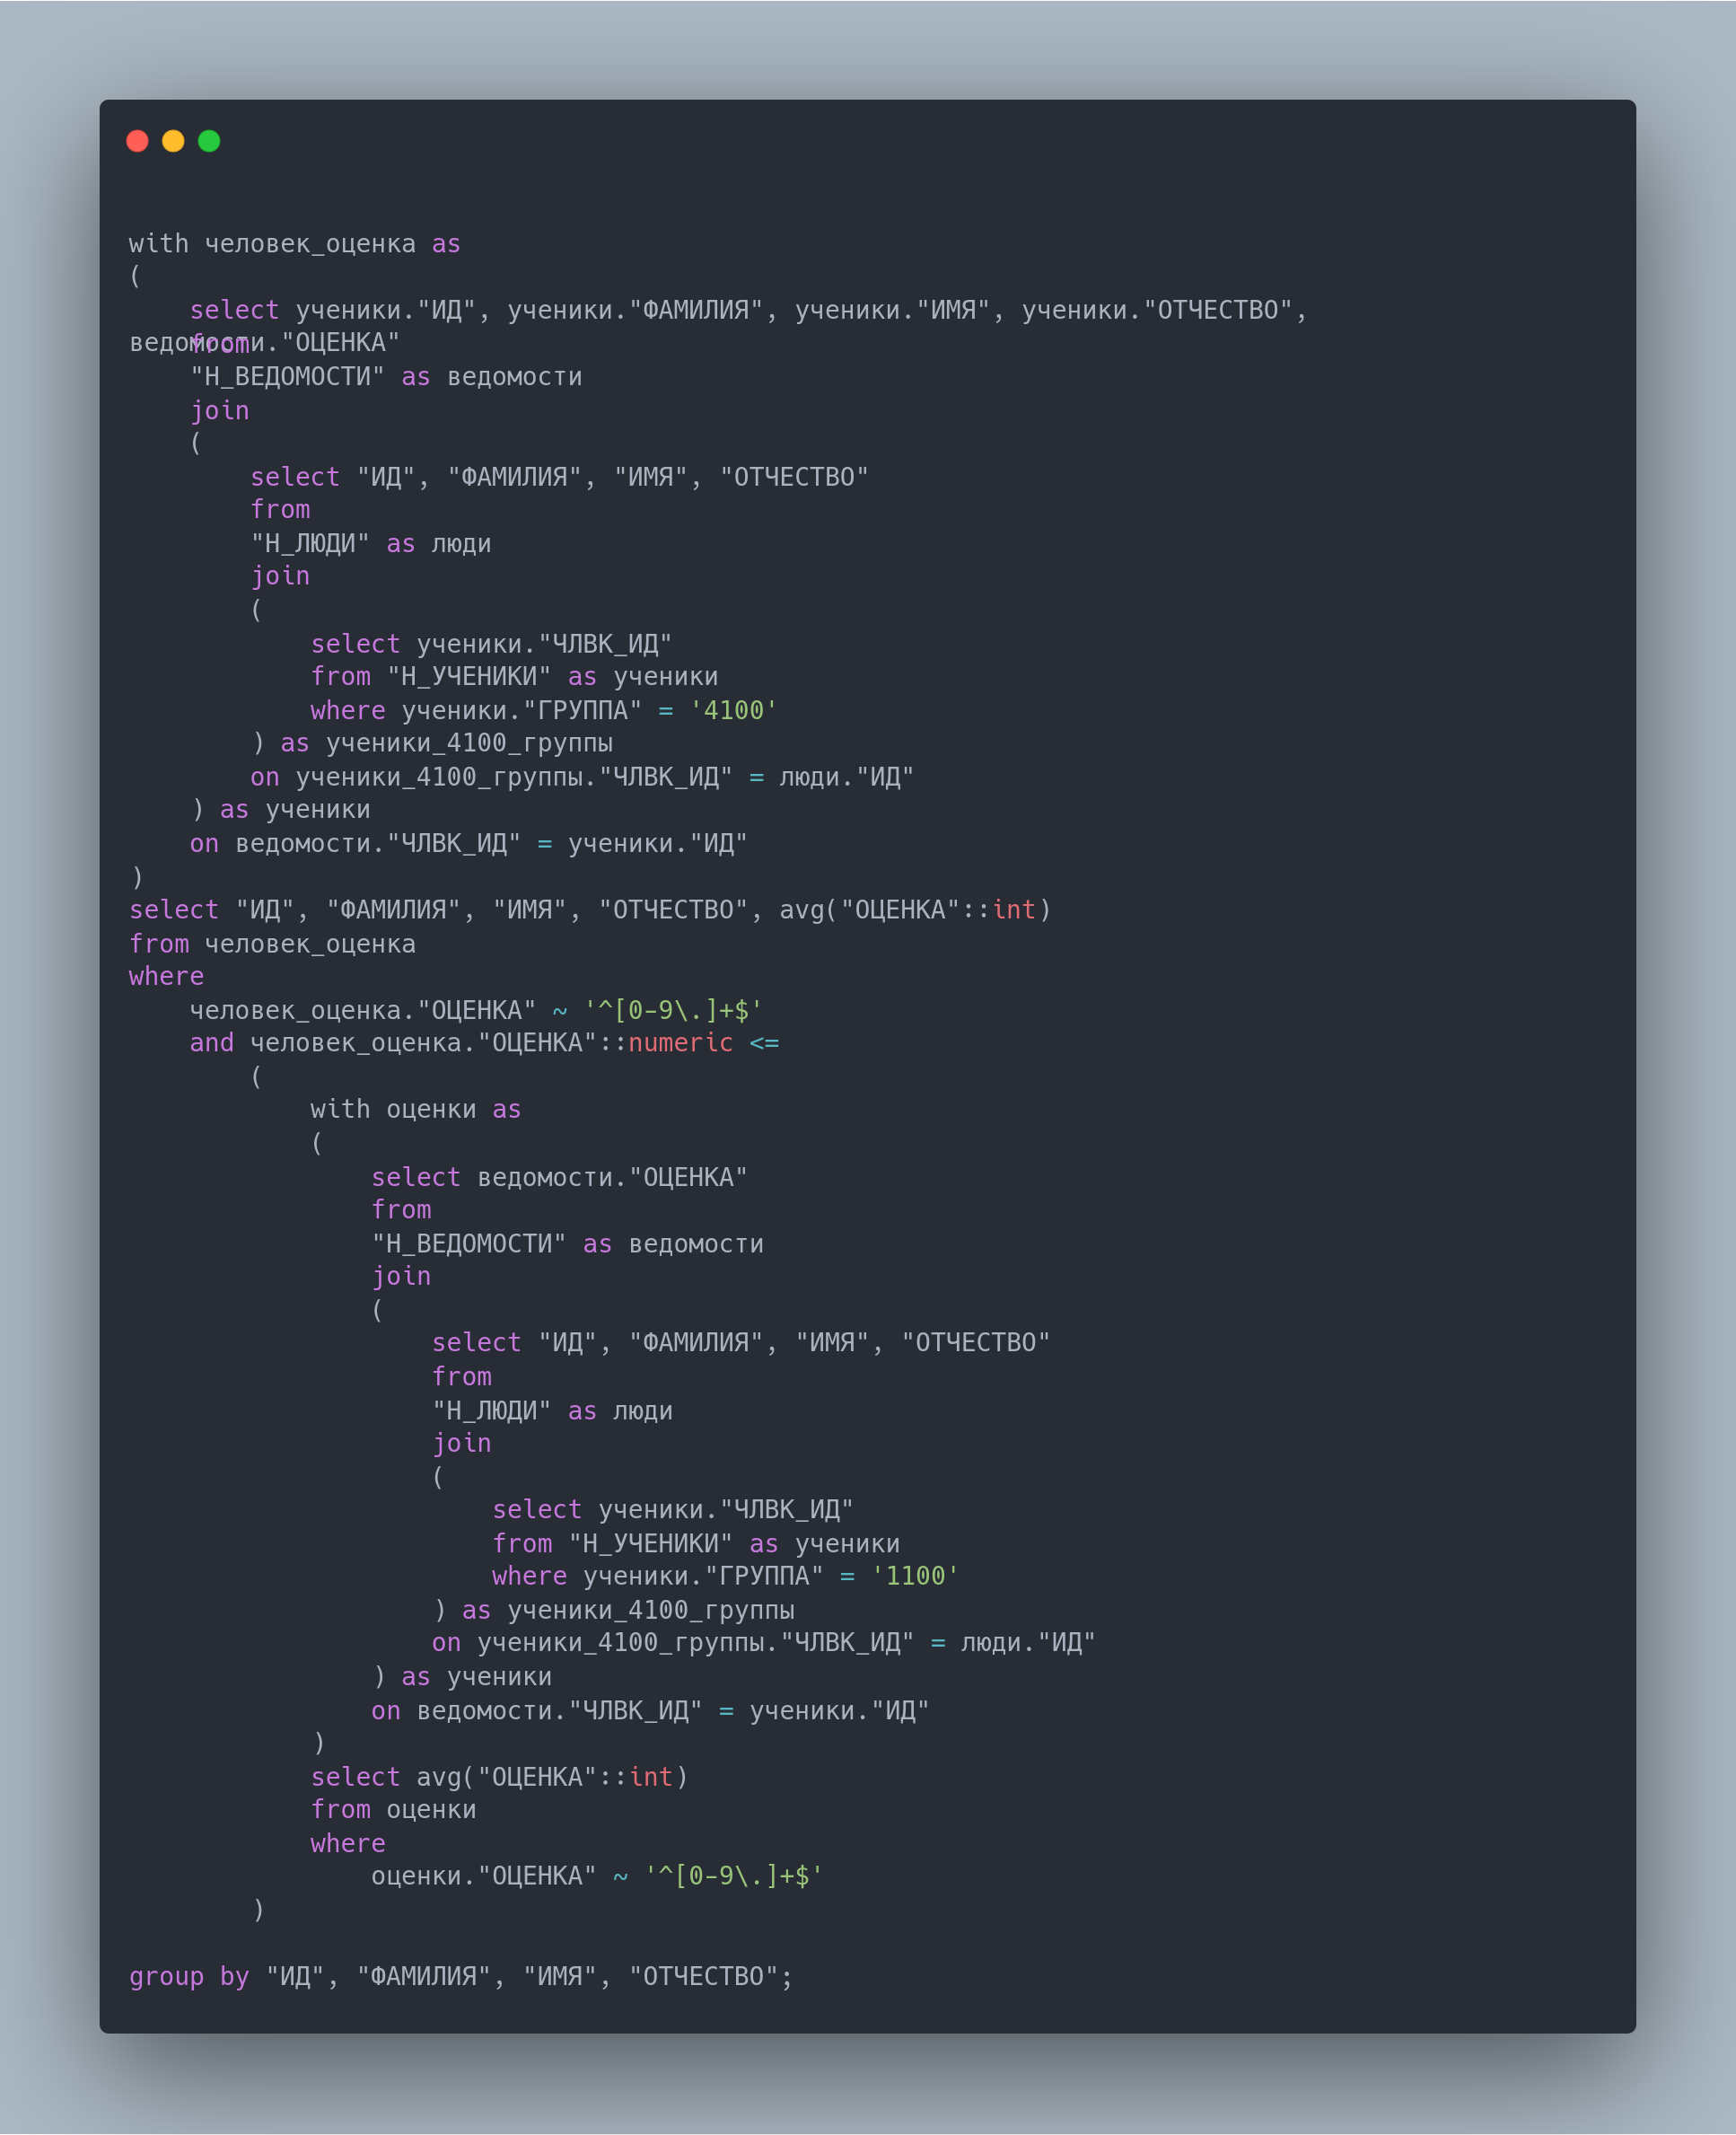 with человек_оценка as
(
    select ученики."ИД", ученики."ФАМИЛИЯ", ученики."ИМЯ", ученики."ОТЧЕСТВО",
ведомости."ОЦЕНКА"
    from
    "Н_ВЕДОМОСТИ" as ведомости
    join
    (
        select "ИД", "ФАМИЛИЯ", "ИМЯ", "ОТЧЕСТВО"
        from
        "Н_ЛЮДИ" as люди
        join
        (
            select ученики."ЧЛВК_ИД"
            from "Н_УЧЕНИКИ" as ученики
            where ученики."ГРУППА" = '4100'
        ) as ученики_4100_группы
        on ученики_4100_группы."ЧЛВК_ИД" = люди."ИД"
    ) as ученики
    on ведомости."ЧЛВК_ИД" = ученики."ИД"
)
select "ИД", "ФАМИЛИЯ", "ИМЯ", "ОТЧЕСТВО", avg("ОЦЕНКА"::int)
from человек_оценка
where
    человек_оценка."ОЦЕНКА" ~ '^[0-9\.]+$'
    and человек_оценка."ОЦЕНКА"::numeric <=
        (
            with оценки as
            (
                select ведомости."ОЦЕНКА"
                from
                "Н_ВЕДОМОСТИ" as ведомости
                join
                (
                    select "ИД", "ФАМИЛИЯ", "ИМЯ", "ОТЧЕСТВО"
                    from
                    "Н_ЛЮДИ" as люди
                    join
                    (
                        select ученики."ЧЛВК_ИД"
                        from "Н_УЧЕНИКИ" as ученики
                        where ученики."ГРУППА" = '1100'
                    ) as ученики_4100_группы
                    on ученики_4100_группы."ЧЛВК_ИД" = люди."ИД"
                ) as ученики
                on ведомости."ЧЛВК_ИД" = ученики."ИД"
            )
            select avg("ОЦЕНКА"::int)
            from оценки
            where
                оценки."ОЦЕНКА" ~ '^[0-9\.]+$'
        )
group by "ИД", "ФАМИЛИЯ", "ИМЯ", "ОТЧЕСТВО";